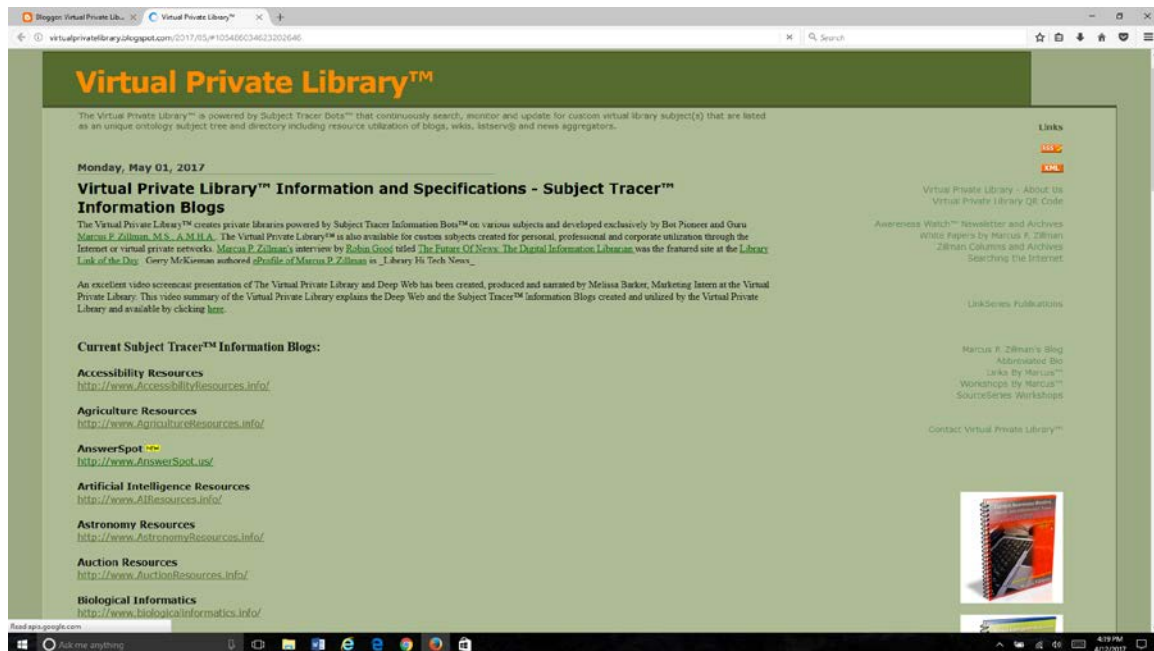 Blogger: Virtual Private Lib...
Virtual Private Library™
virtualprivatelibrary.blogspot.com/2017/05/#105486034623202646
Search
Virtual Private Library™
The Virtual Private Library™ is powered by Subject Tracer Bots™ that continuously search, monitor and update for custom virtual library subject(s) that are listed
as an unique ontology subject tree and directory including resource utilization of blogs, wikis, listserv® and news aggregators.
Monday, May 01, 2017
Virtual Private Library™ Information and Specifications - Subject Tracer™
Information Blogs
The Virtual Private Library™ creates private libraries powered by Subject Tracer Information Bots™ on various subjects and developed exclusively by Bot Pioneer and Guru
Marcus P. Zillman, M.S., A.M.H.A.. The Virtual Private Library™ is also available for custom subjects created for personal, professional and corporate utilization through the
Internet or virtual private networks. Marcus P. Zillman's interview by Robin Good titled The Future Of News: The Digital Information Librarian was the featured site at the Library
Link of the Day. Gerry McKiernan authored eProfile of Marcus P. Zillman in _Library Hi Tech News_
An excellent video screencast presentation of The Virtual Private Library and Deep Web has been created, produced and narrated by Melissa Barker, Marketing Intern at the Virtual
Private Library. This video summary of the Virtual Private Library explains the Deep Web and the Subject Tracer™ Information Blogs created and utilized by the Virtual Private
Library and available by clicking here.
Current Subject Tracer™ Information Blogs:
Accessibility Resources
http://www.AccessibilityResources.info/
Agriculture Resources
http://www.AgricultureResources.info/
AnswerSpot NEW
http://www.AnswerSpot.us/
Artificial Intelligence Resources
http://www.AIResources.info/
Astronomy Resources
http://www.AstronomyResources.info/
Auction Resources
http://www.AuctionResources.info/
Biological Informatics
http://www.biologicalinformatics.info/
Links
RSS
XML
Virtual Private Library - About Us
Virtual Private Library QR Code
Awareness Watch™ Newsletter and Archives
White Papers by Marcus P. Zillman
Zillman Columns and Archives
Searching the Internet
LinkSeries Publications
Marcus P. Zillman's Blog
Abbreviated Bio
Links By Marcus™
Workshops By Marcus™
SourceSeries Workshops
Contact Virtual Private Library™
Read apis.google.com
Ask me anything
4:19 PM
4/12/2017